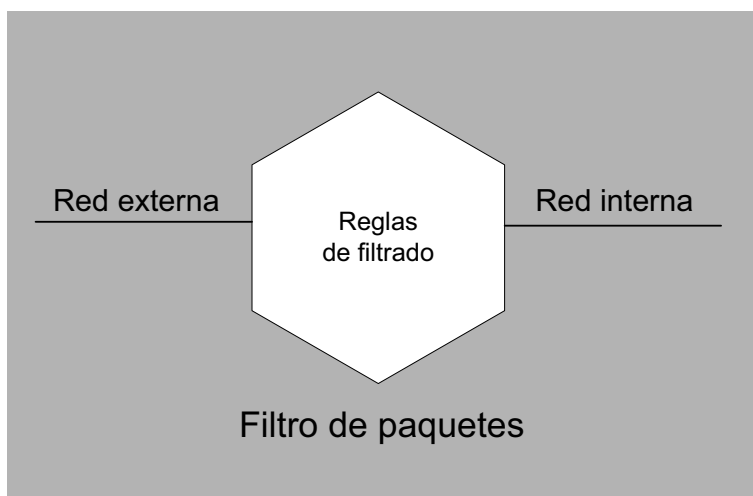 Red externa
Reglas
de filtrado
Red interna
Filtro de paquetes